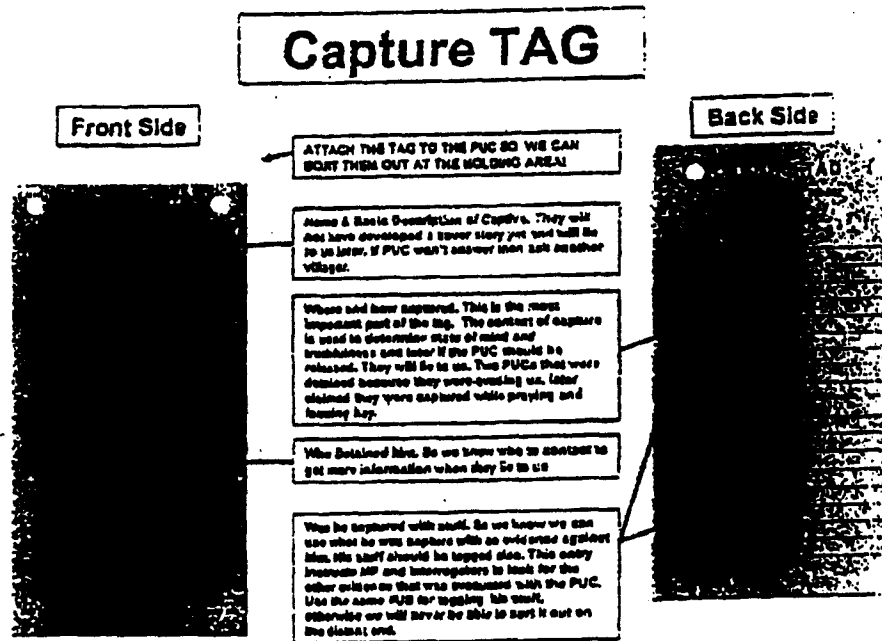 Capture TAG
Front Side
Back Side
ATTACH THE TAG TO THE PUC SO WE CAN
SORT THEM OUT AT THE HOLDING AREA!
Name & Basic Description of Captive. They will
not have developed a cover story yet and will lie
to us later. If PUC won't answer then ask another
villager.
Where and how captured. This is the most
important part of the tag. The context of capture
is used to determine state of mind and
truthfulness and later if the PUC should be
released. They will lie to us. Two PUCs that were
detained because they were evading us, later
claimed they were captured while praying and
hay.
Who Detained him. So we know who to contact to
get more information when they lie to us
Was he captured with stuff. So we know we can
use what he was capture with as evidence against
him. His stuff should be tagged also. This entry
MP and interrogators to look for the
other evidence that was evacuated with the PUC.
Use the same for tagging his stuff,
otherwise we will never be able to sort it out on
the distant end.